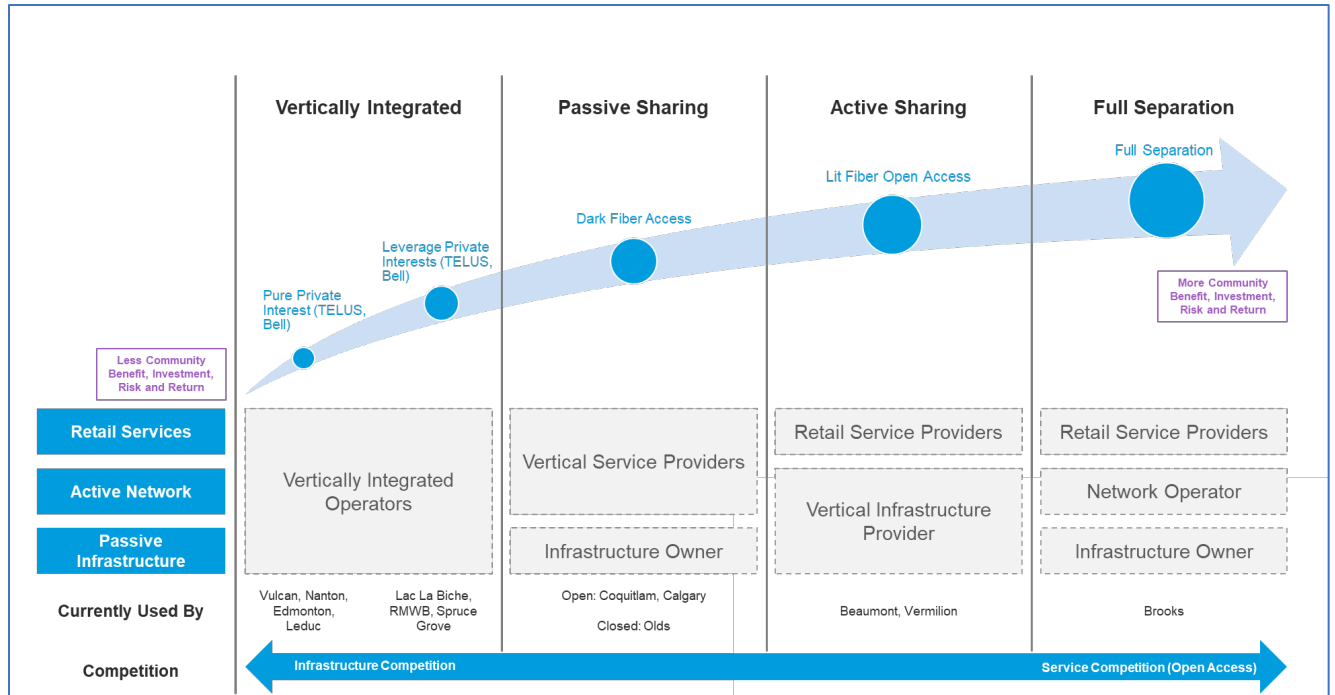 Vertically Integrated
Passive Sharing
Active Sharing
Full Separation
Full Separation
Lit Fiber Open Access
Dark Fiber Access
Leverage Private
Interests (TELUS,
Bell)
Pure Private
Interest (TELUS,
Bell)
More Community
Benefit, Investment,
Risk and Return
Less Community
Benefit, Investment,
Risk and Return
Retail Services
Active Network
Passive
Infrastructure
Vertically Integrated
Operators
Vertical Service Providers
Infrastructure Owner
Retail Service Providers
Vertical Infrastructure
Provider
Retail Service Providers
Network Operator
Infrastructure Owner
Currently Used By
Vulcan, Nanton,
Edmonton,
Leduc
Lac La Biche,
RMWB, Spruce
Grove
Open: Coquitlam, Calgary
Closed: Olds
Beaumont, Vermilion
Brooks
Competition
Infrastructure Competition
Service Competition (Open Access)